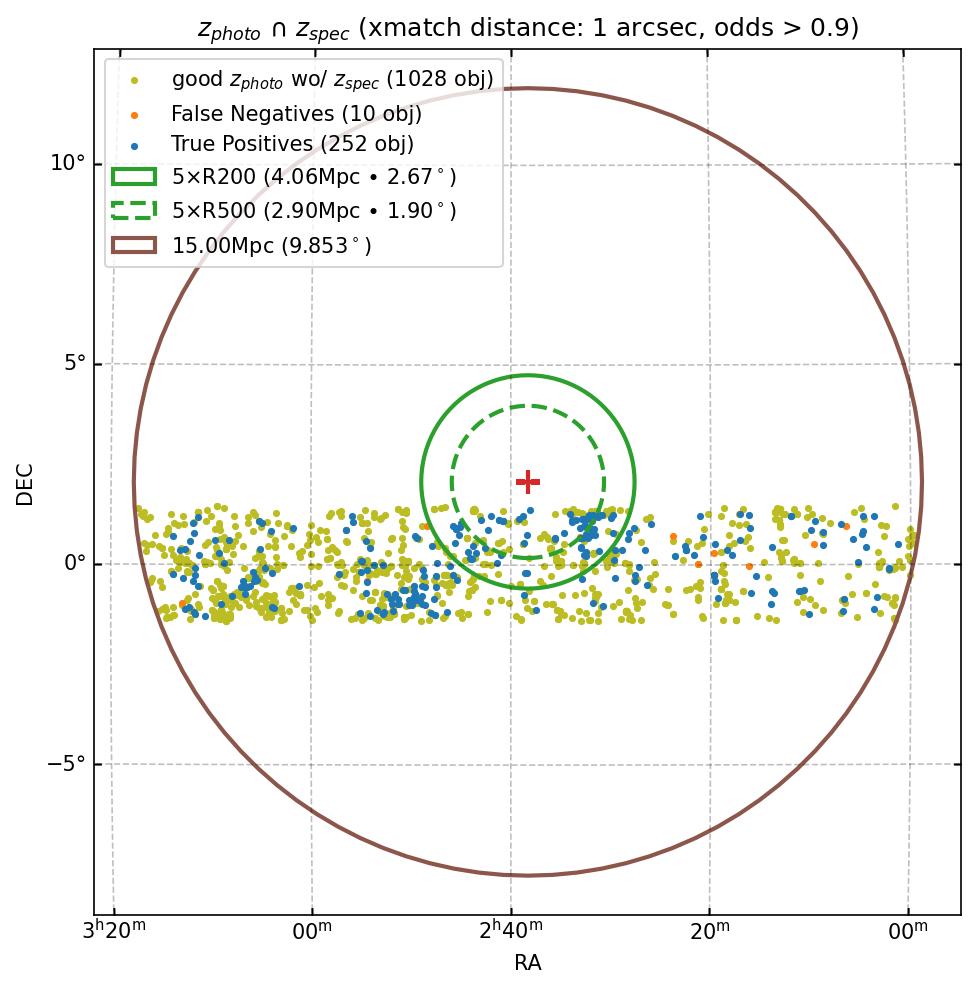 z_photo ∩ z_spec (xmatch distance: 1 arcsec, odds > 0.9)
good z_photo wo/ z_spec (1028 obj)
False Negatives (10 obj)
True Positives (252 obj)
5×R200 (4.06Mpc • 2.67°)
5×R500 (2.90Mpc • 1.90°)
15.00Mpc (9.853°)
10°
5°
0°
−5°
DEC
3h20m 00m 2h40m 20m 00m
RA